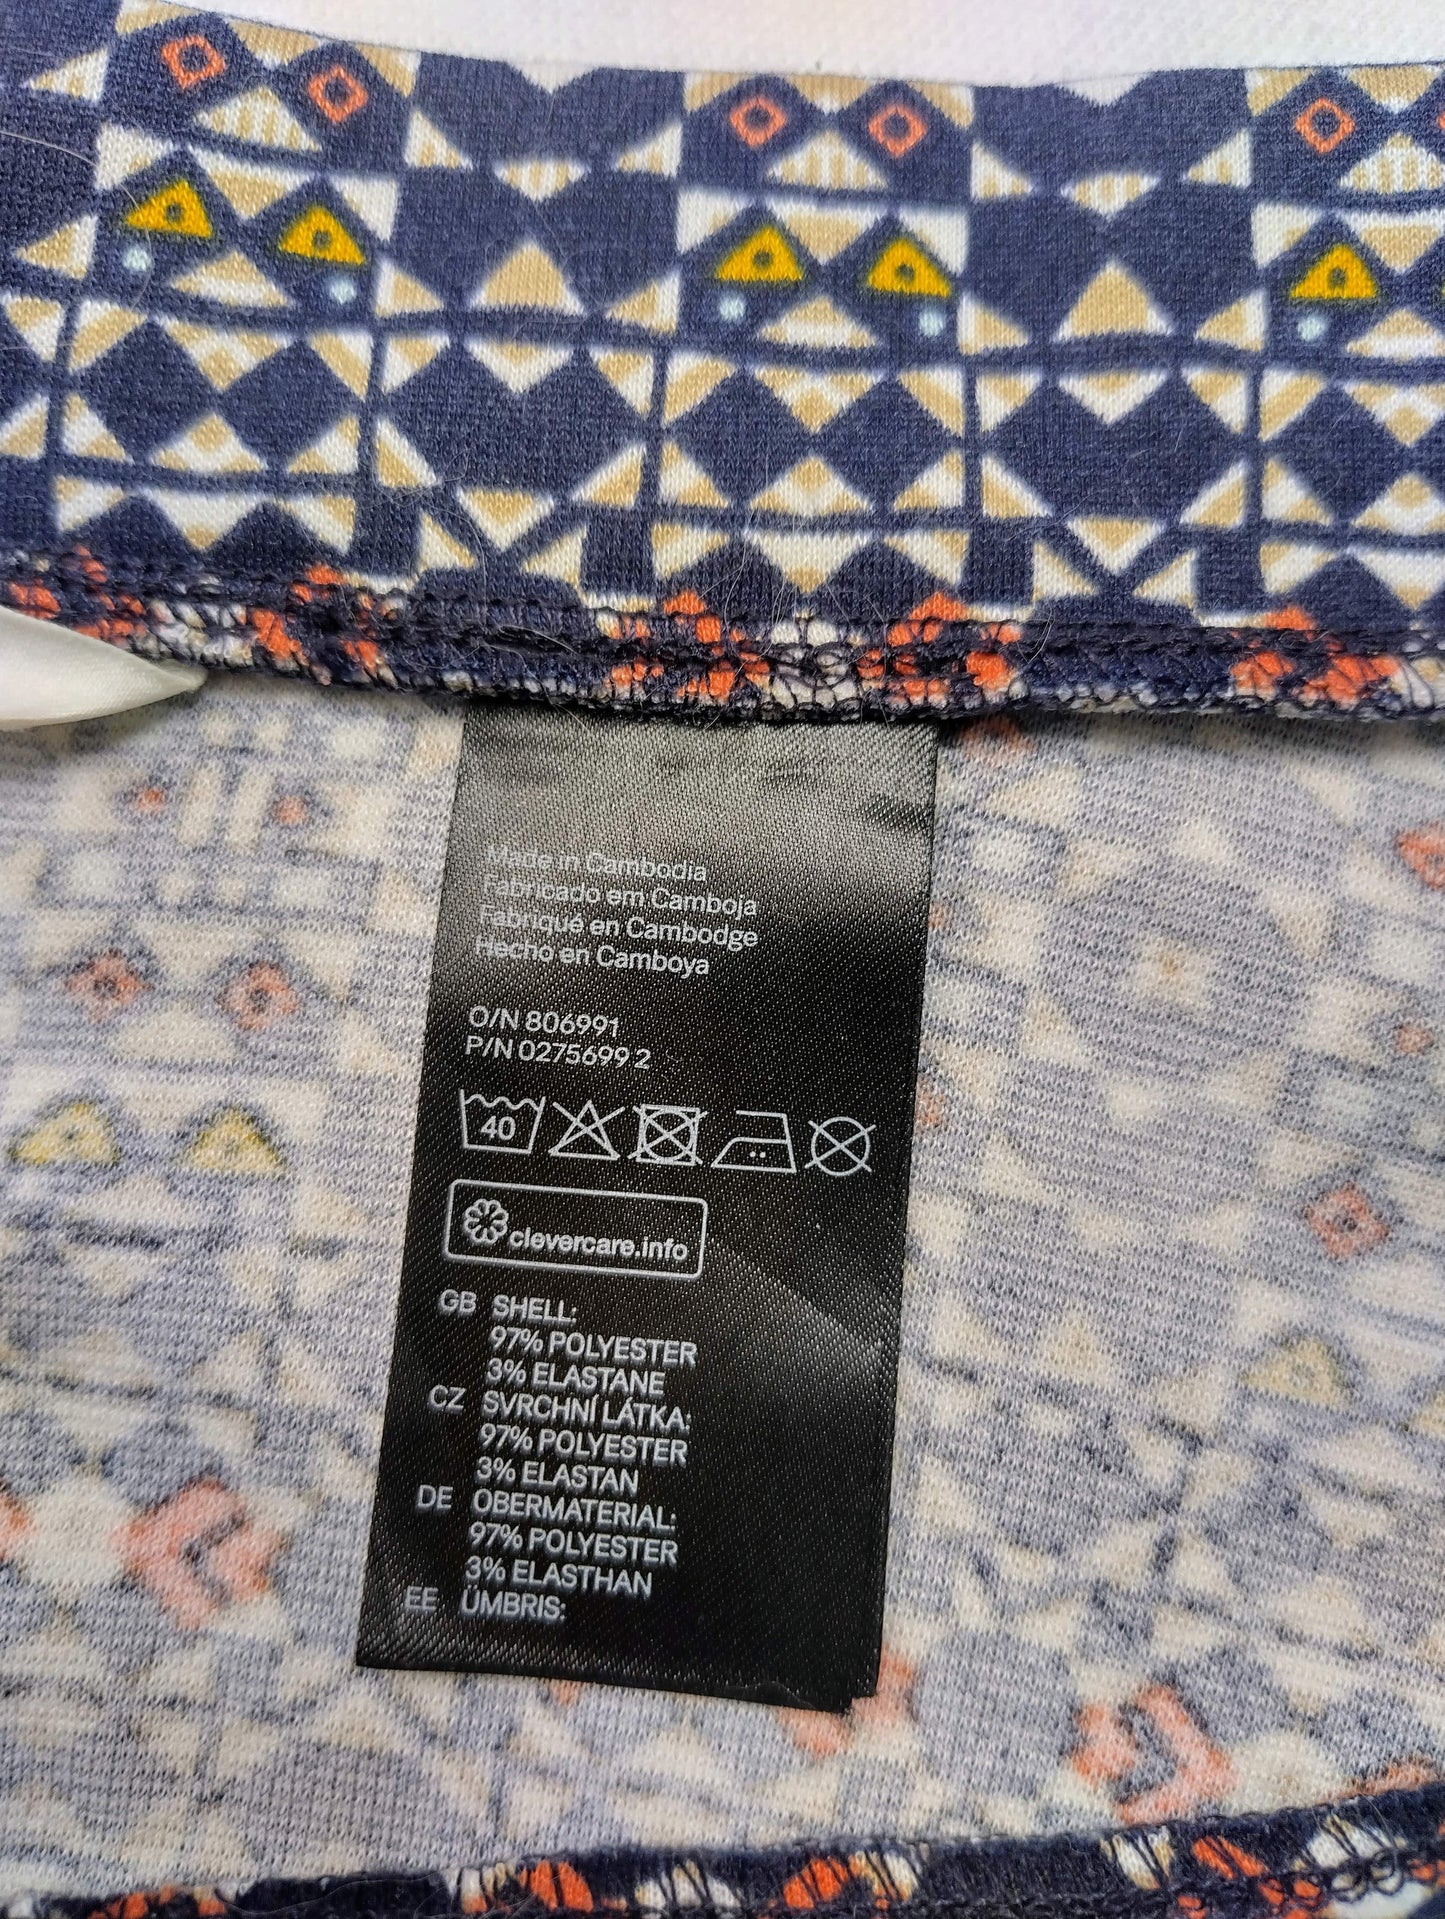 Made in Cambodia
Fabricado em Camboja
Fabriqué en Cambodge
Hecho en Camboya
O/N 806991
P/N 0275699 2
40
clevercare.info
GB SHELL:
97% POLYESTER
3% ELASTANE
CZ SVRCHNÍ LÁTKA:
97% POLYESTER
3% ELASTAN
DE OBERMATERIAL:
97% POLYESTER
3% ELASTHAN
EE ÜMBRIS: